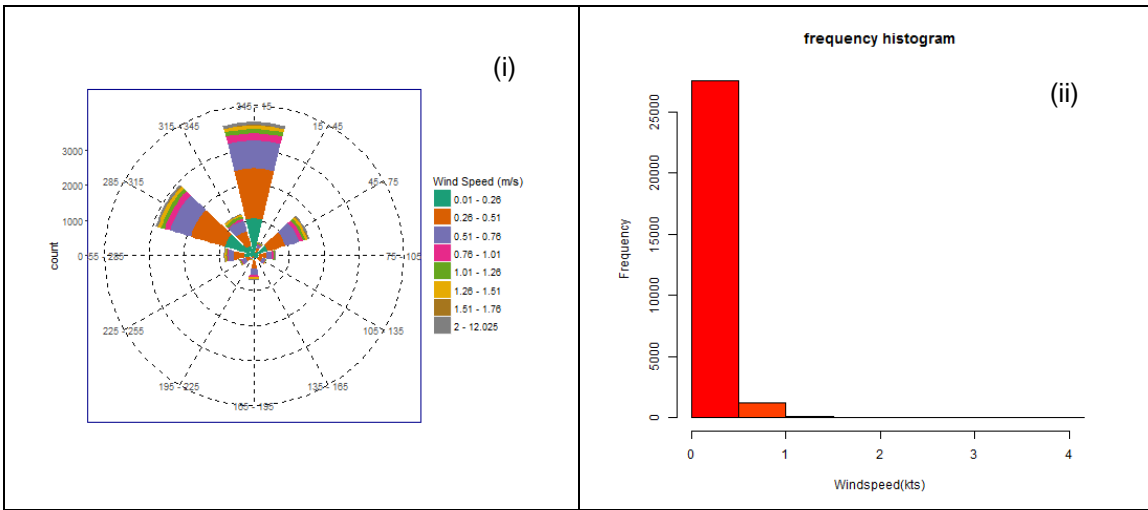 (i)
345 - 15
315 - 345
15 - 45
285 - 315
45 - 75
255 - 285
75 - 105
225 - 255
105 - 135
195 - 225
135 - 165
165 - 195
3000
2000
1000
0
count
Wind Speed (m/s)
0.01 - 0.26
0.26 - 0.51
0.51 - 0.76
0.76 - 1.01
1.01 - 1.26
1.26 - 1.51
1.51 - 1.76
2 - 12.025
frequency histogram
(ii)
Frequency
25000
20000
15000
10000
5000
0
0 1 2 3 4
Windspeed(kts)